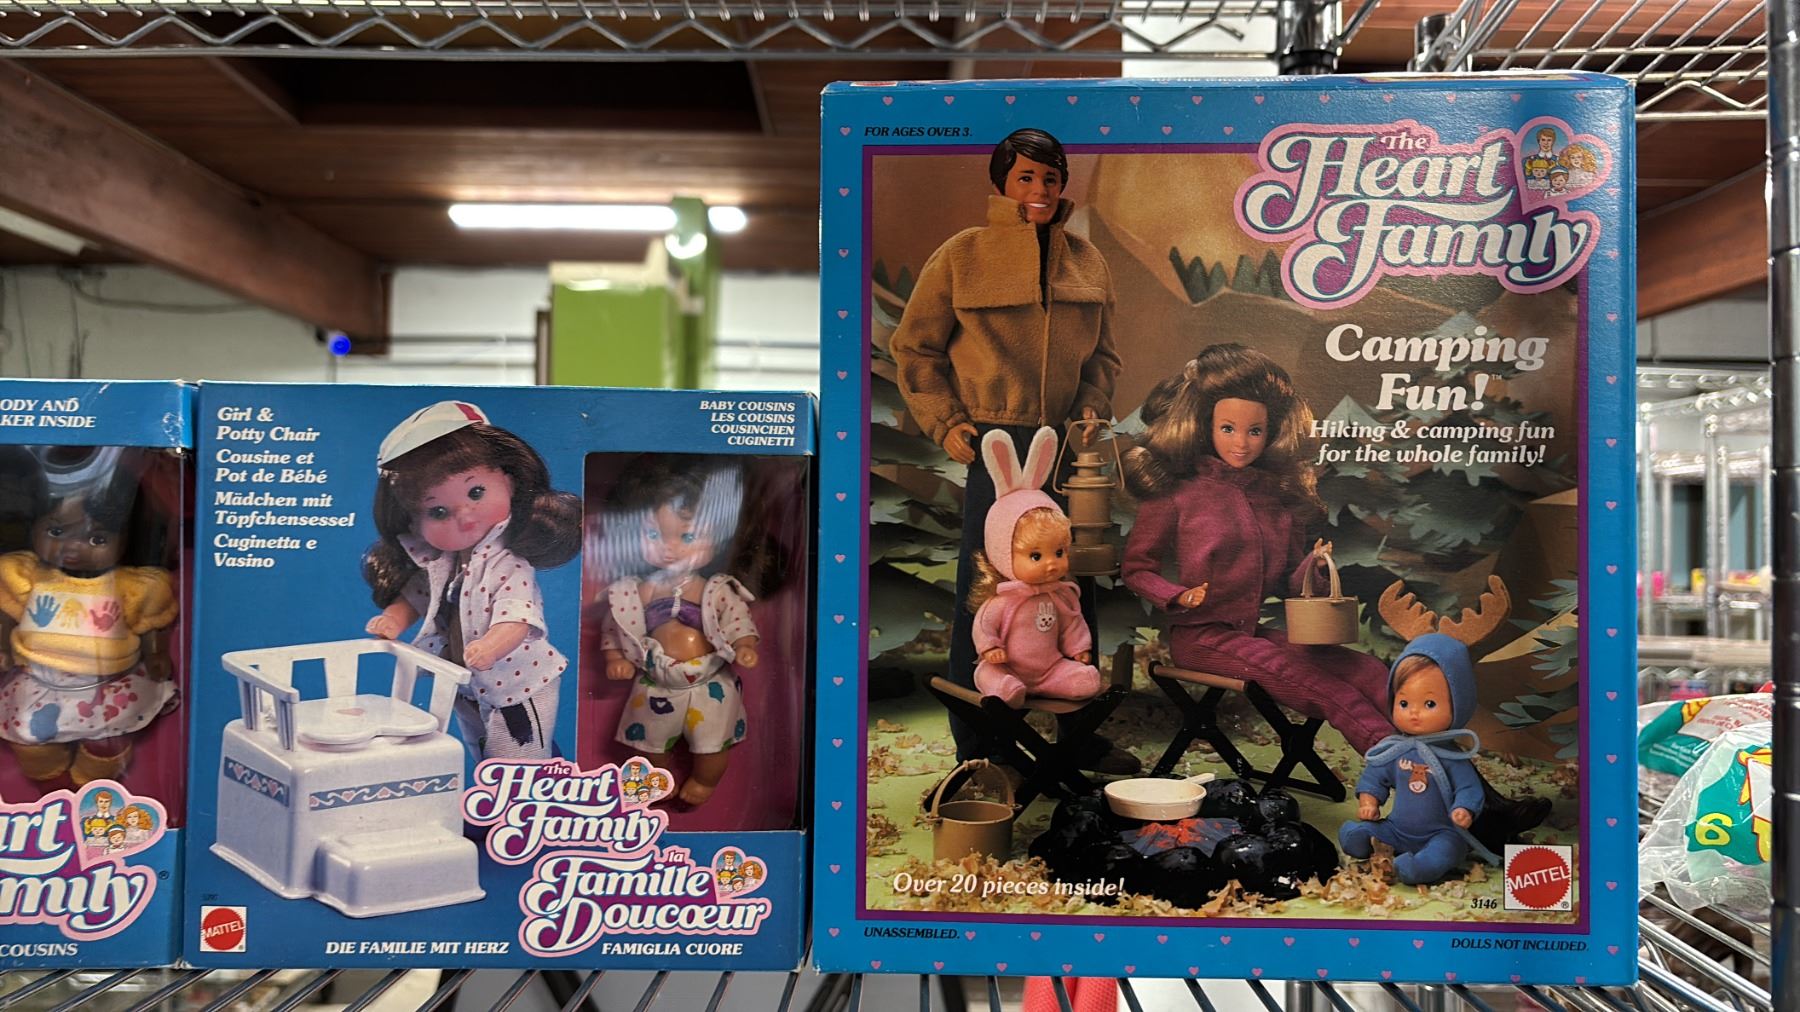 ODY AND
KER INSIDE
art
mily®
COUSINS
Girl &
Potty Chair
Cousine et
Pot de Bébé
Mädchen mit
Töpfchensessel
Cuginetta e
Vasino
BABY COUSINS
LES COUSINS
COUSINCHEN
CUGINETTI
The
Heart
Family
la
Famille
Doucœur
MATTEL
DIE FAMILIE MIT HERZ
FAMIGLIA CUORE
FOR AGES OVER 3.
The
Heart
Family
Camping
Fun!™
Hiking & camping fun
for the whole family!
Over 20 pieces inside!
3146
MATTEL®
UNASSEMBLED.
DOLLS NOT INCLUDED.
6